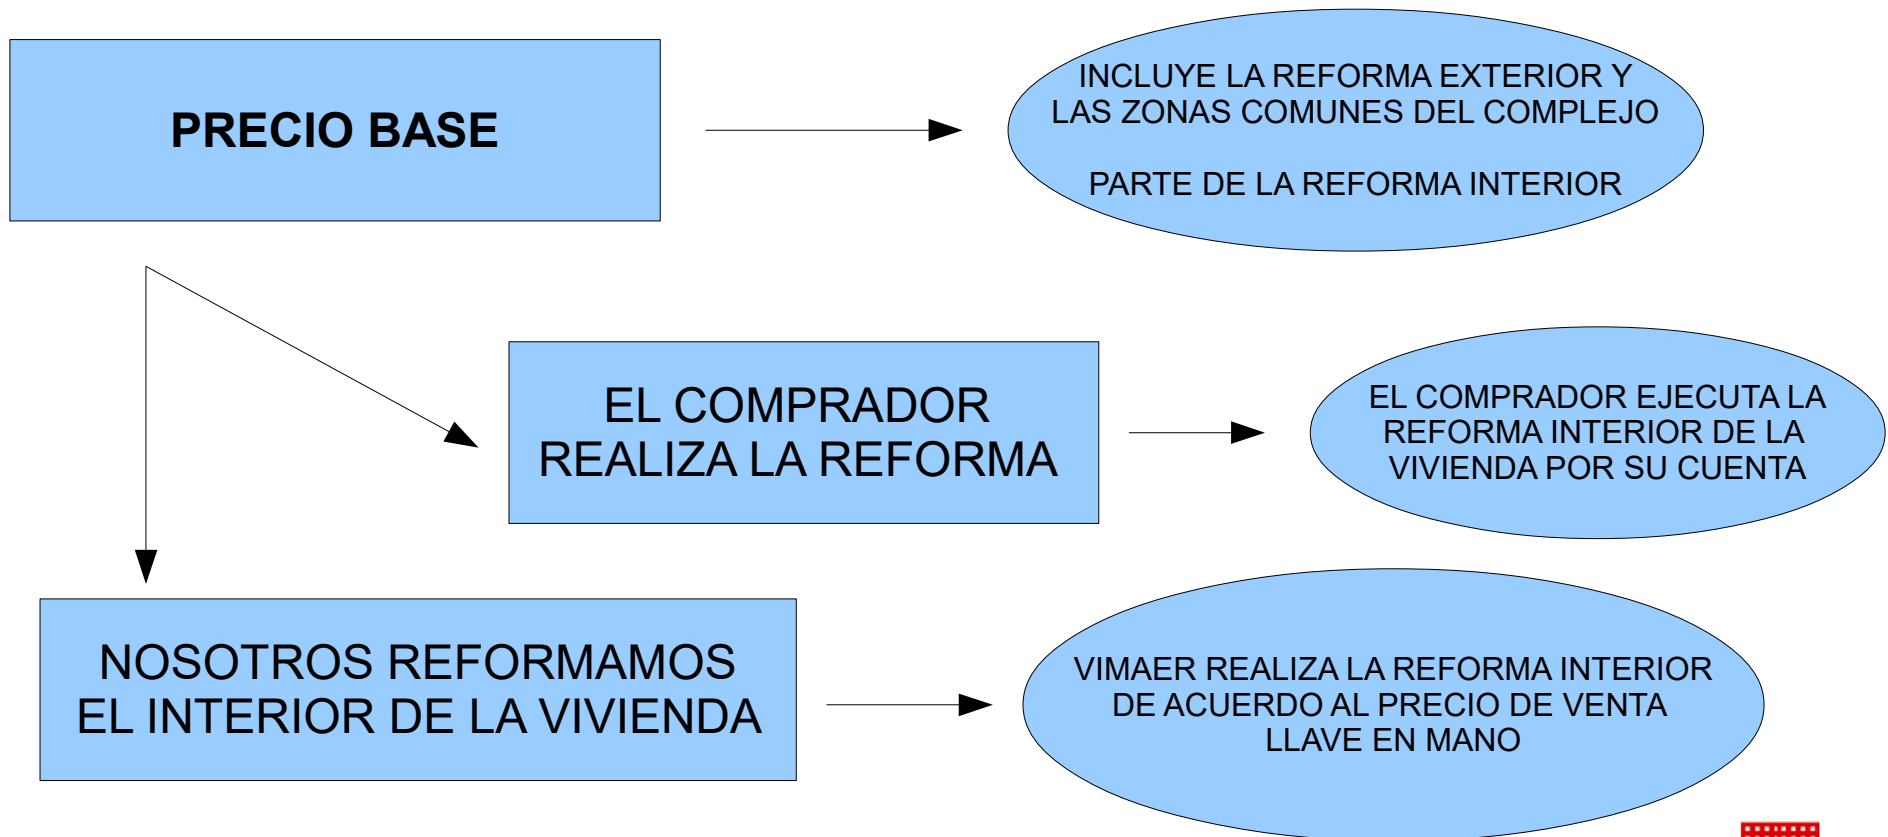 PRECIO BASE
INCLUYE LA REFORMA EXTERIOR Y
LAS ZONAS COMUNES DEL COMPLEJO
PARTE DE LA REFORMA INTERIOR
EL COMPRADOR
REALIZA LA REFORMA
EL COMPRADOR EJECUTA LA
REFORMA INTERIOR DE LA
VIVIENDA POR SU CUENTA
NOSOTROS REFORMAMOS
EL INTERIOR DE LA VIVIENDA
VIMAER REALIZA LA REFORMA INTERIOR
DE ACUERDO AL PRECIO DE VENTA
LLAVE EN MANO